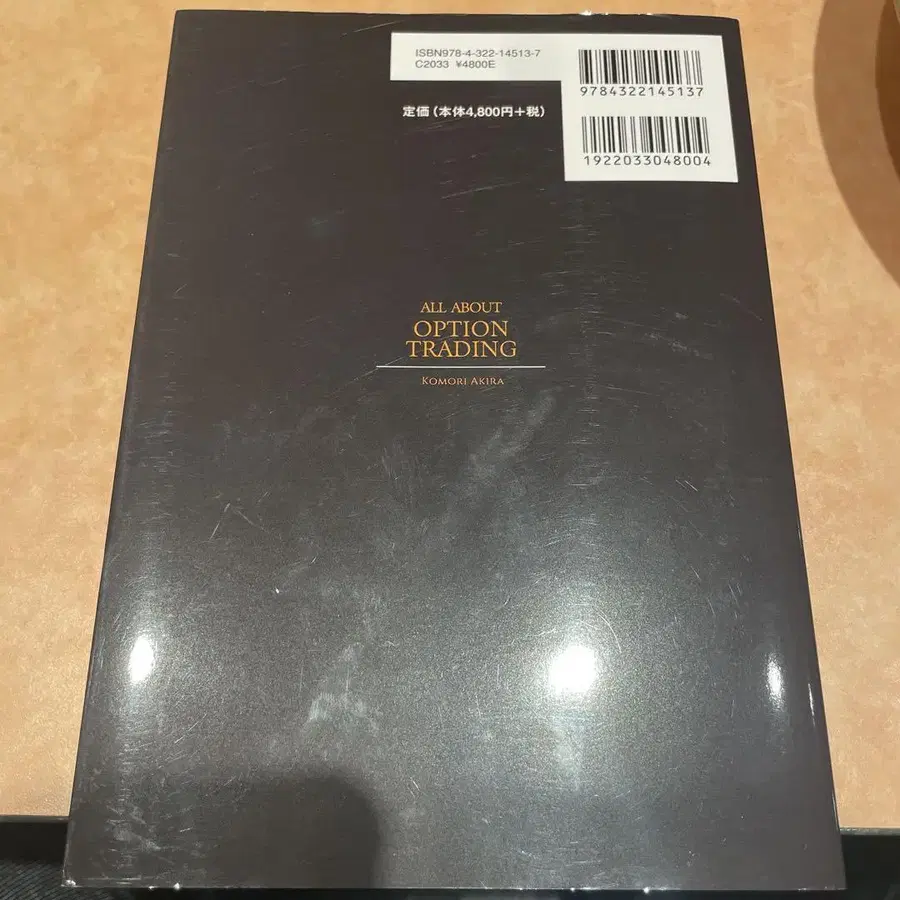 ISBN978-4-322-14513-7
C2033 ¥4800E
定価(本体4,800円+税)
9784322145137
1922033048004
ALL ABOUT
OPTION
TRADING
KOMORI AKIRA